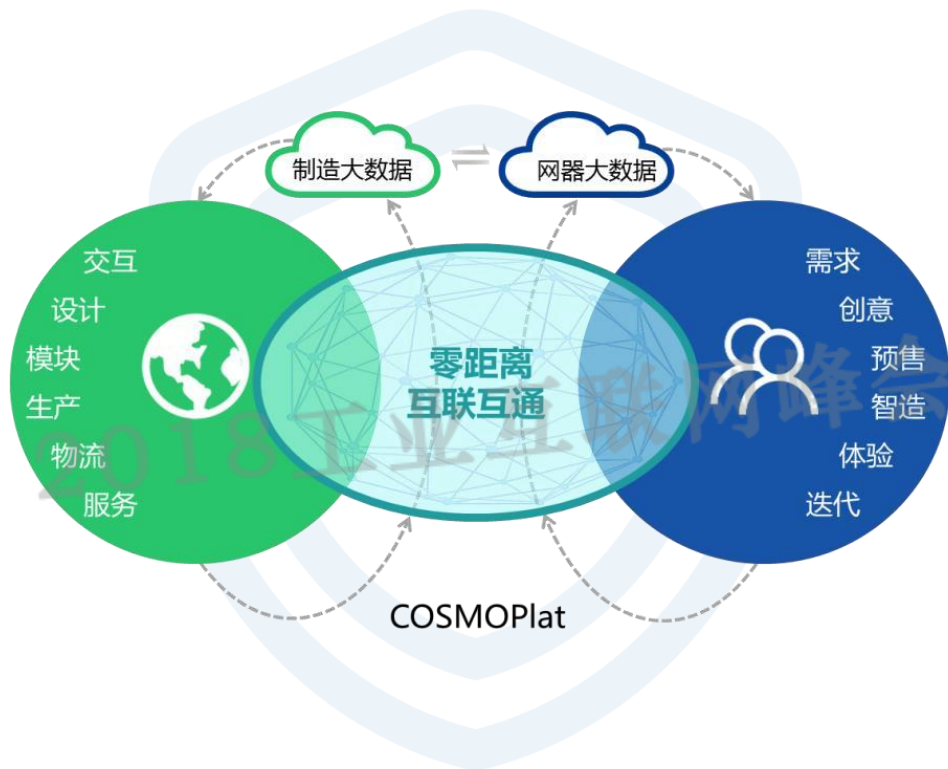 制造大数据
网器大数据
交互
设计
模块
生产
物流
服务
零距离
互联互通
需求
创意
预售
智造
体验
迭代
2018工业互联网峰会
COSMOPlat